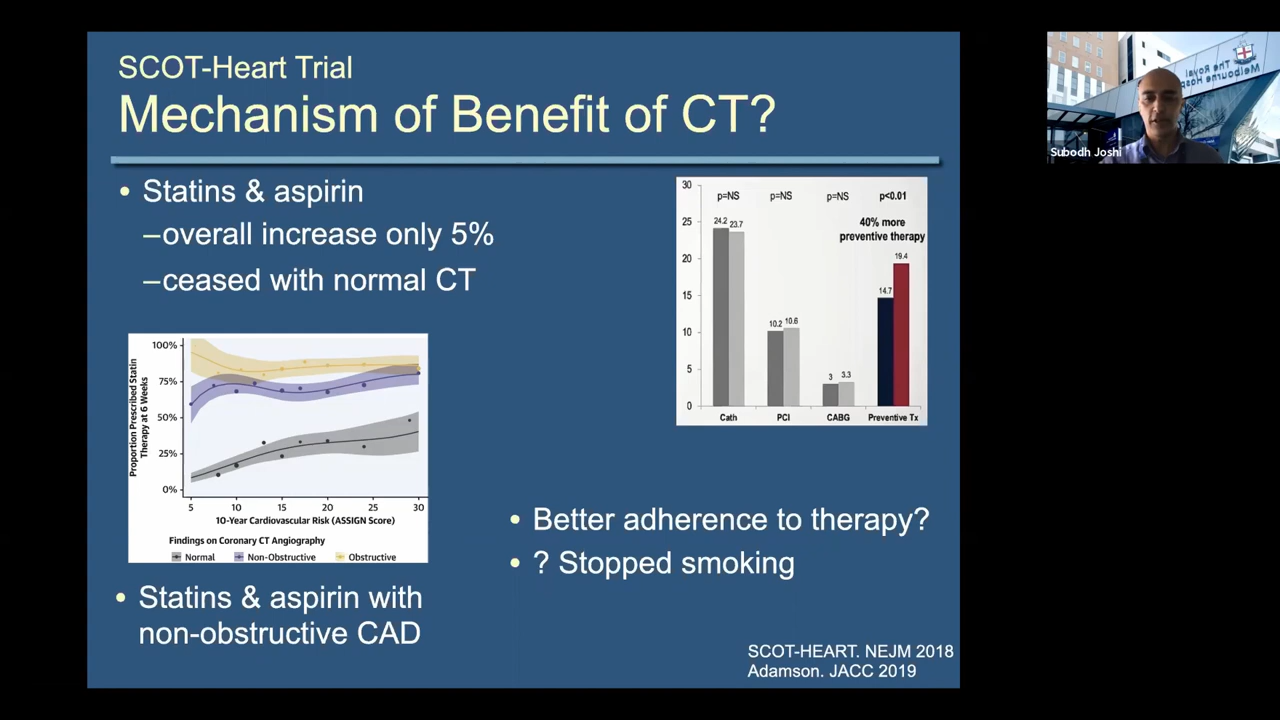 SCOT-Heart Trial
Mechanism of Benefit of CT?
• Statins & aspirin
–overall increase only 5%
–ceased with normal CT
100%
75%
50%
25%
0%
Proportion Prescribed Statin
Therapy at 6 Weeks
5 10 15 20 25 30
10-Year Cardiovascular Risk (ASSIGN Score)
Findings on Coronary CT Angiography
Normal Non-Obstructive Obstructive
• Statins & aspirin with
non-obstructive CAD
30
25
20
15
10
5
0
p=NS p=NS p=NS p<0.01
40% more
preventive therapy
24.2 23.7
10.2 10.6
3 3.3
14.7 19.4
Cath PCI CABG Preventive Tx
• Better adherence to therapy?
• ? Stopped smoking
SCOT-HEART. NEJM 2018
Adamson. JACC 2019
The Royal
Melbourne Hosp
Subodh Joshi